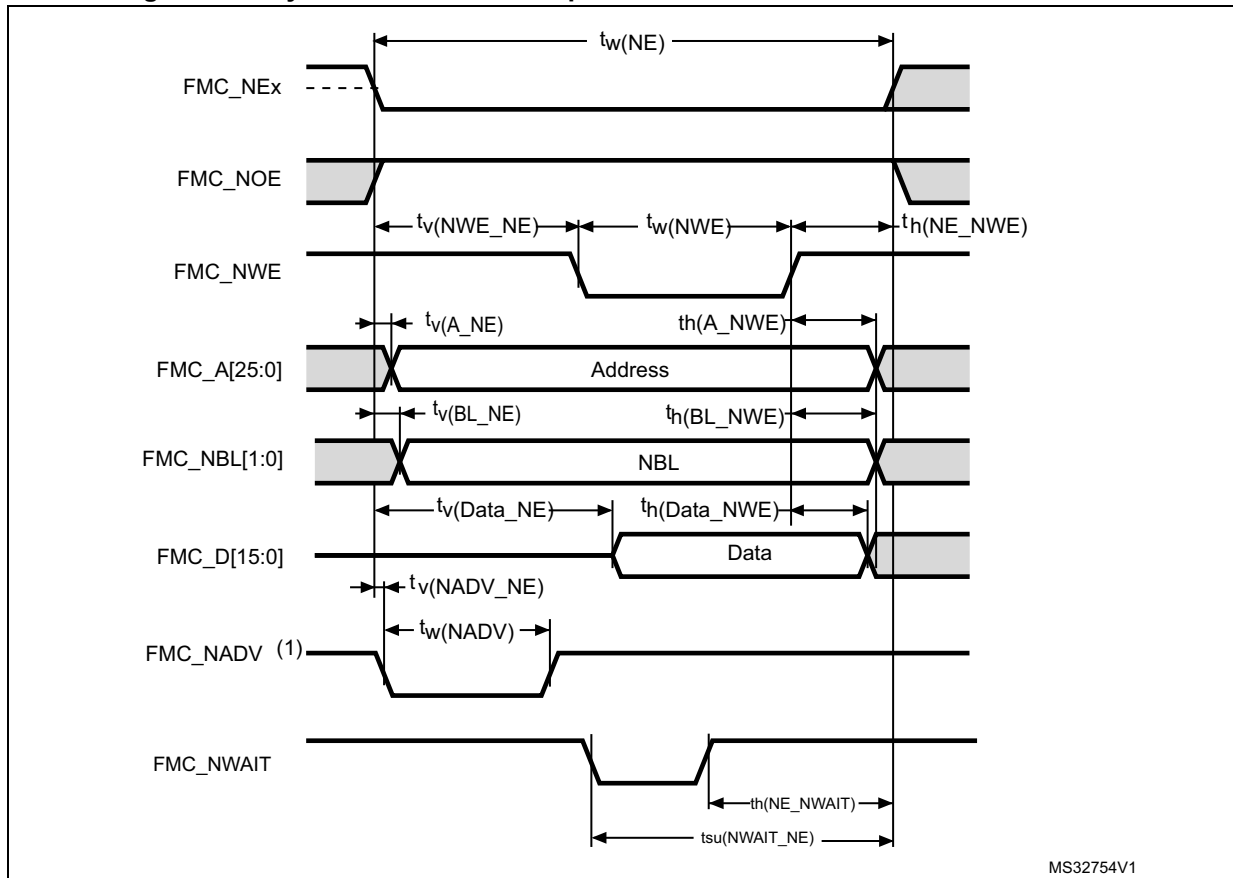 tw(NE)
FMC_NEx
FMC_NOE
tv(NWE_NE)
tw(NWE)
th(NE_NWE)
FMC_NWE
tv(A_NE)
th(A_NWE)
FMC_A[25:0]
Address
tv(BL_NE)
th(BL_NWE)
FMC_NBL[1:0]
NBL
tv(Data_NE)
th(Data_NWE)
FMC_D[15:0]
Data
tv(NADV_NE)
tw(NADV)
FMC_NADV (1)
FMC_NWAIT
th(NE_NWAIT)
tsu(NWAIT_NE)
MS32754V1